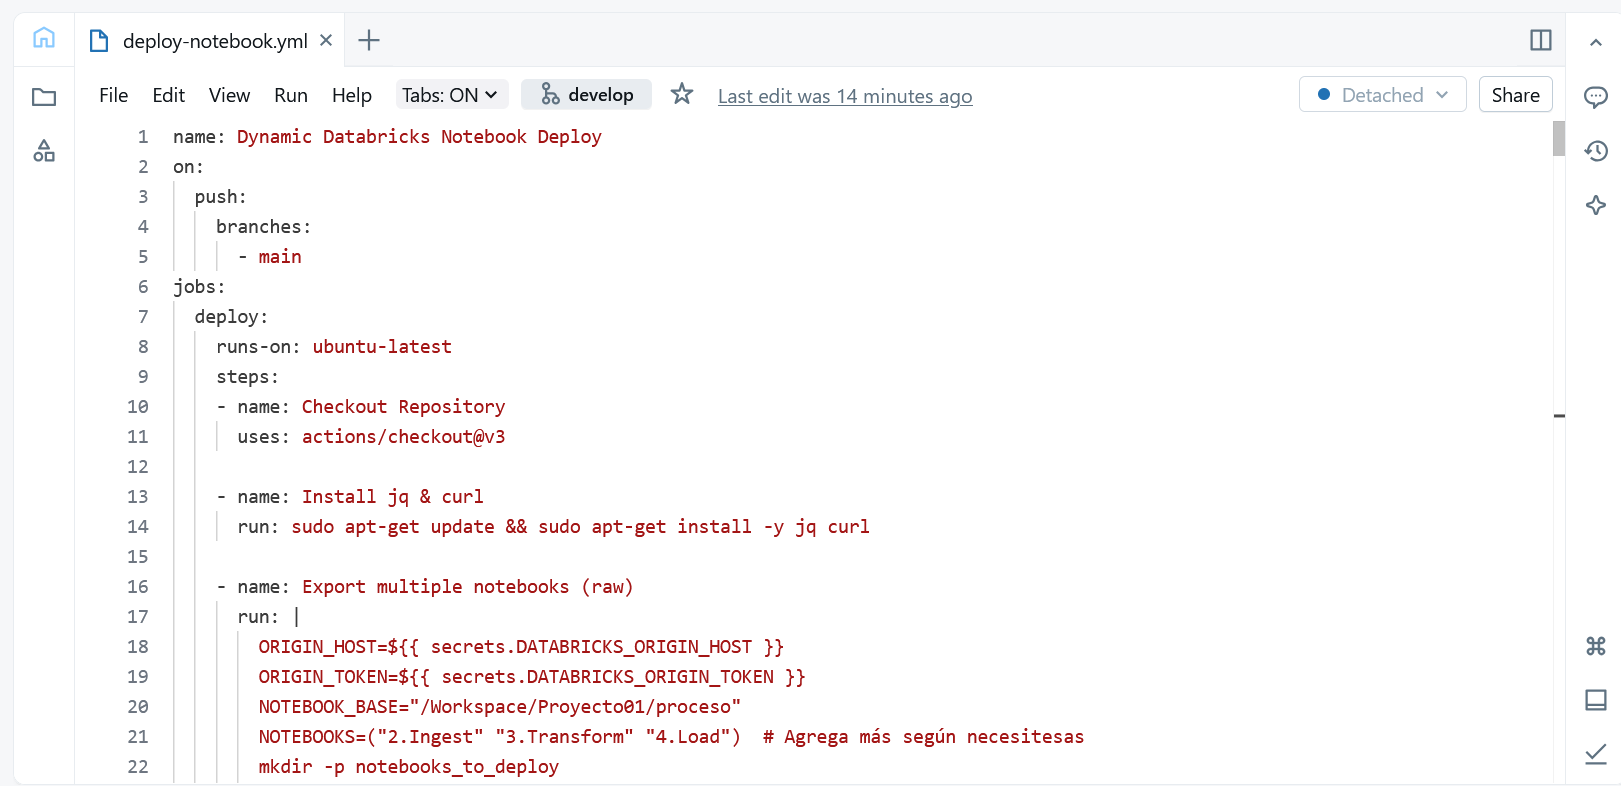 deploy-notebook.yml
File Edit View Run Help Tabs: ON develop Last edit was 14 minutes ago Detached Share
1 name: Dynamic Databricks Notebook Deploy
2 on:
3 push:
4 branches:
5 - main
6 jobs:
7 deploy:
8 runs-on: ubuntu-latest
9 steps:
10 - name: Checkout Repository
11 uses: actions/checkout@v3
12
13 - name: Install jq & curl
14 run: sudo apt-get update && sudo apt-get install -y jq curl
15
16 - name: Export multiple notebooks (raw)
17 run: |
18 ORIGIN_HOST=${{ secrets.DATABRICKS_ORIGIN_HOST }}
19 ORIGIN_TOKEN=${{ secrets.DATABRICKS_ORIGIN_TOKEN }}
20 NOTEBOOK_BASE="/Workspace/Proyecto01/proceso"
21 NOTEBOOKS=("2.Ingest" "3.Transform" "4.Load")  # Agrega más según necesitesas
22 mkdir -p notebooks_to_deploy